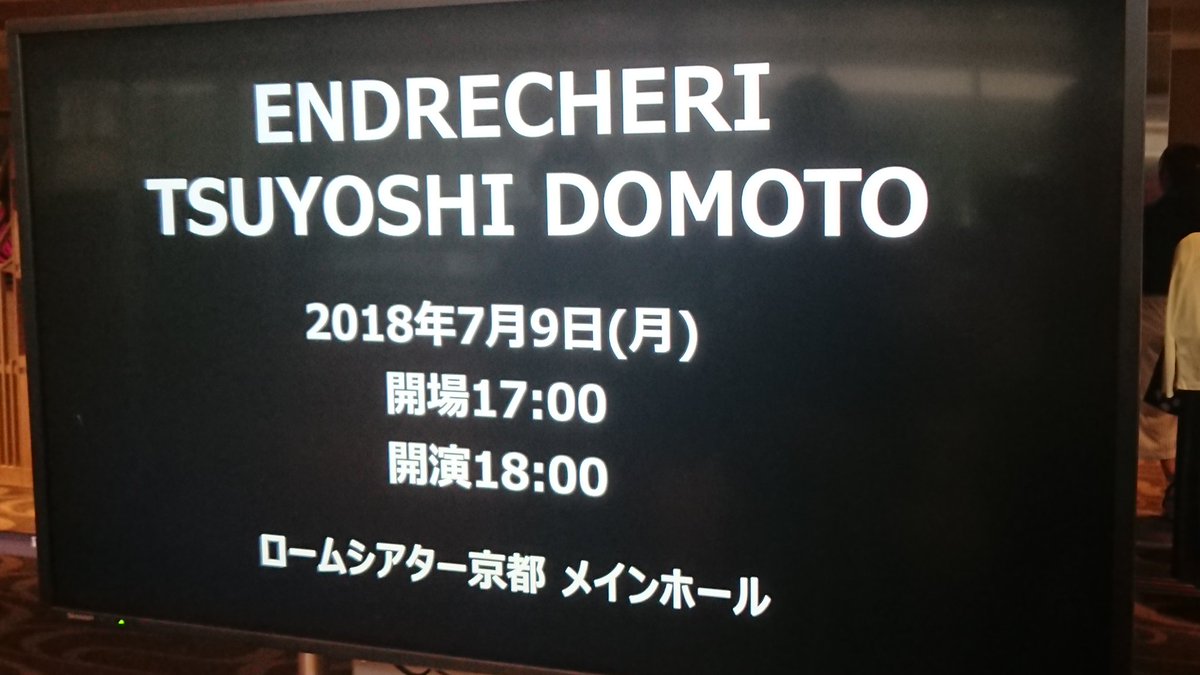 ENDRECHERI
TSUYOSHI DOMOTO
2018年7月9日(月)
開場17:00
開演18:00
ロームシアター京都 メインホール